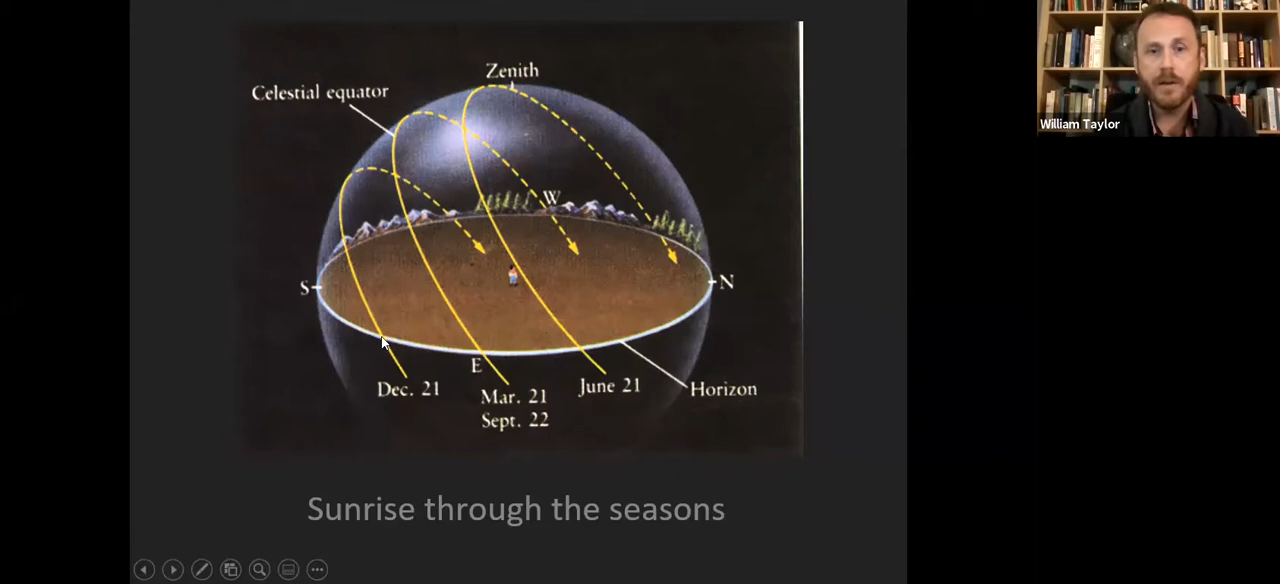 Zenith
Celestial equator
W
S
N
E
Dec. 21
Mar. 21
Sept. 22
June 21
Horizon
Sunrise through the seasons
William Taylor